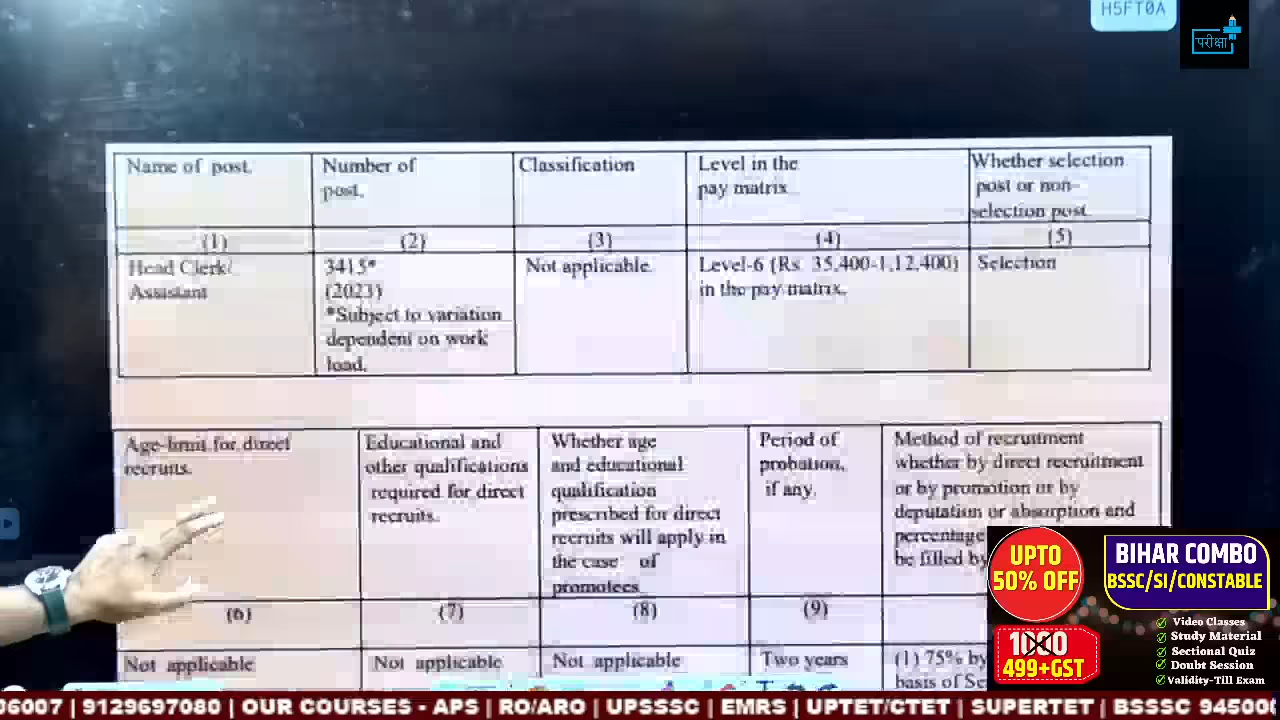 H5FT0A
परीक्षा
Name of post.
Number of
post.
Classification
Level in the
pay matrix
Whether selection
post or non-
selection post
(1)
(2)
(3)
(4)
(5)
Head Clerk/
Assistant
3415*
(2023)
*Subject to variation
dependent on work
load.
Not applicable.
Level-6 (Rs. 35,400-1,12,400)
in the pay matrix.
Selection
Age-limit for direct
recruits.
Educational and
other qualifications
required for direct
recruits.
Whether age
and educational
qualification
prescribed for direct
recruits will apply in
the case of
promotees
Period of
probation,
if any.
Method of recruitment
whether by direct recruitment
or by promotion or by
deputation or absorption and
percentage
be filled by
(6)
(7)
(8)
(9)
Not applicable
Not applicable
Not applicable
Two years
(1) 75% by
basis of
UPTO
50% OFF
1000
499+GST
BIHAR COMBO
BSSC/SI/CONSTABLE
Video Classes
Study Material
Sectional Quiz
Doubt Session
Validity-Till Exam
06007 | 9129697080 | OUR COURSES - APS | RO/ARO | UPSSSC | EMRS | UPTET/CTET | SUPERTET | BSSSC 94500